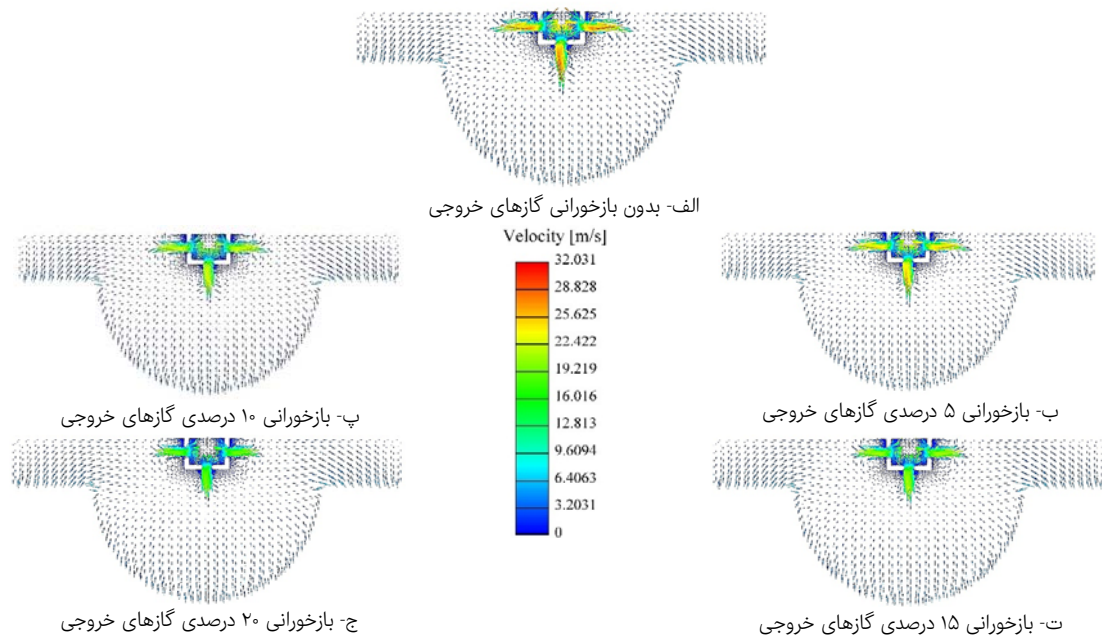 الف- بدون بازخورانی گازهای خروجی
Velocity [m/s]
32.031
28.828
25.625
22.422
19.219
16.016
12.813
9.6094
6.4063
3.2031
0
ب- بازخورانی ۵ درصدی گازهای خروجی
پ- بازخورانی ۱۰ درصدی گازهای خروجی
ت- بازخورانی ۱۵ درصدی گازهای خروجی
ج- بازخورانی ۲۰ درصدی گازهای خروجی